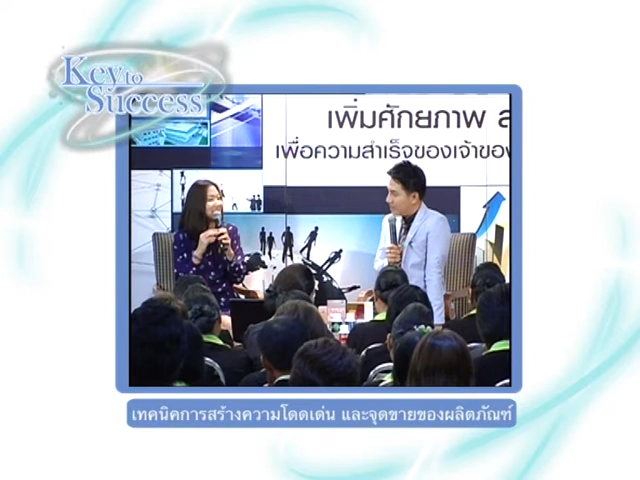 Key to
Success
เพิ่มศักยภาพ
เพื่อความสำเร็จของเจ้าของ
เทคนิคการสร้างความโดดเด่น และจุดขายของผลิตภัณฑ์